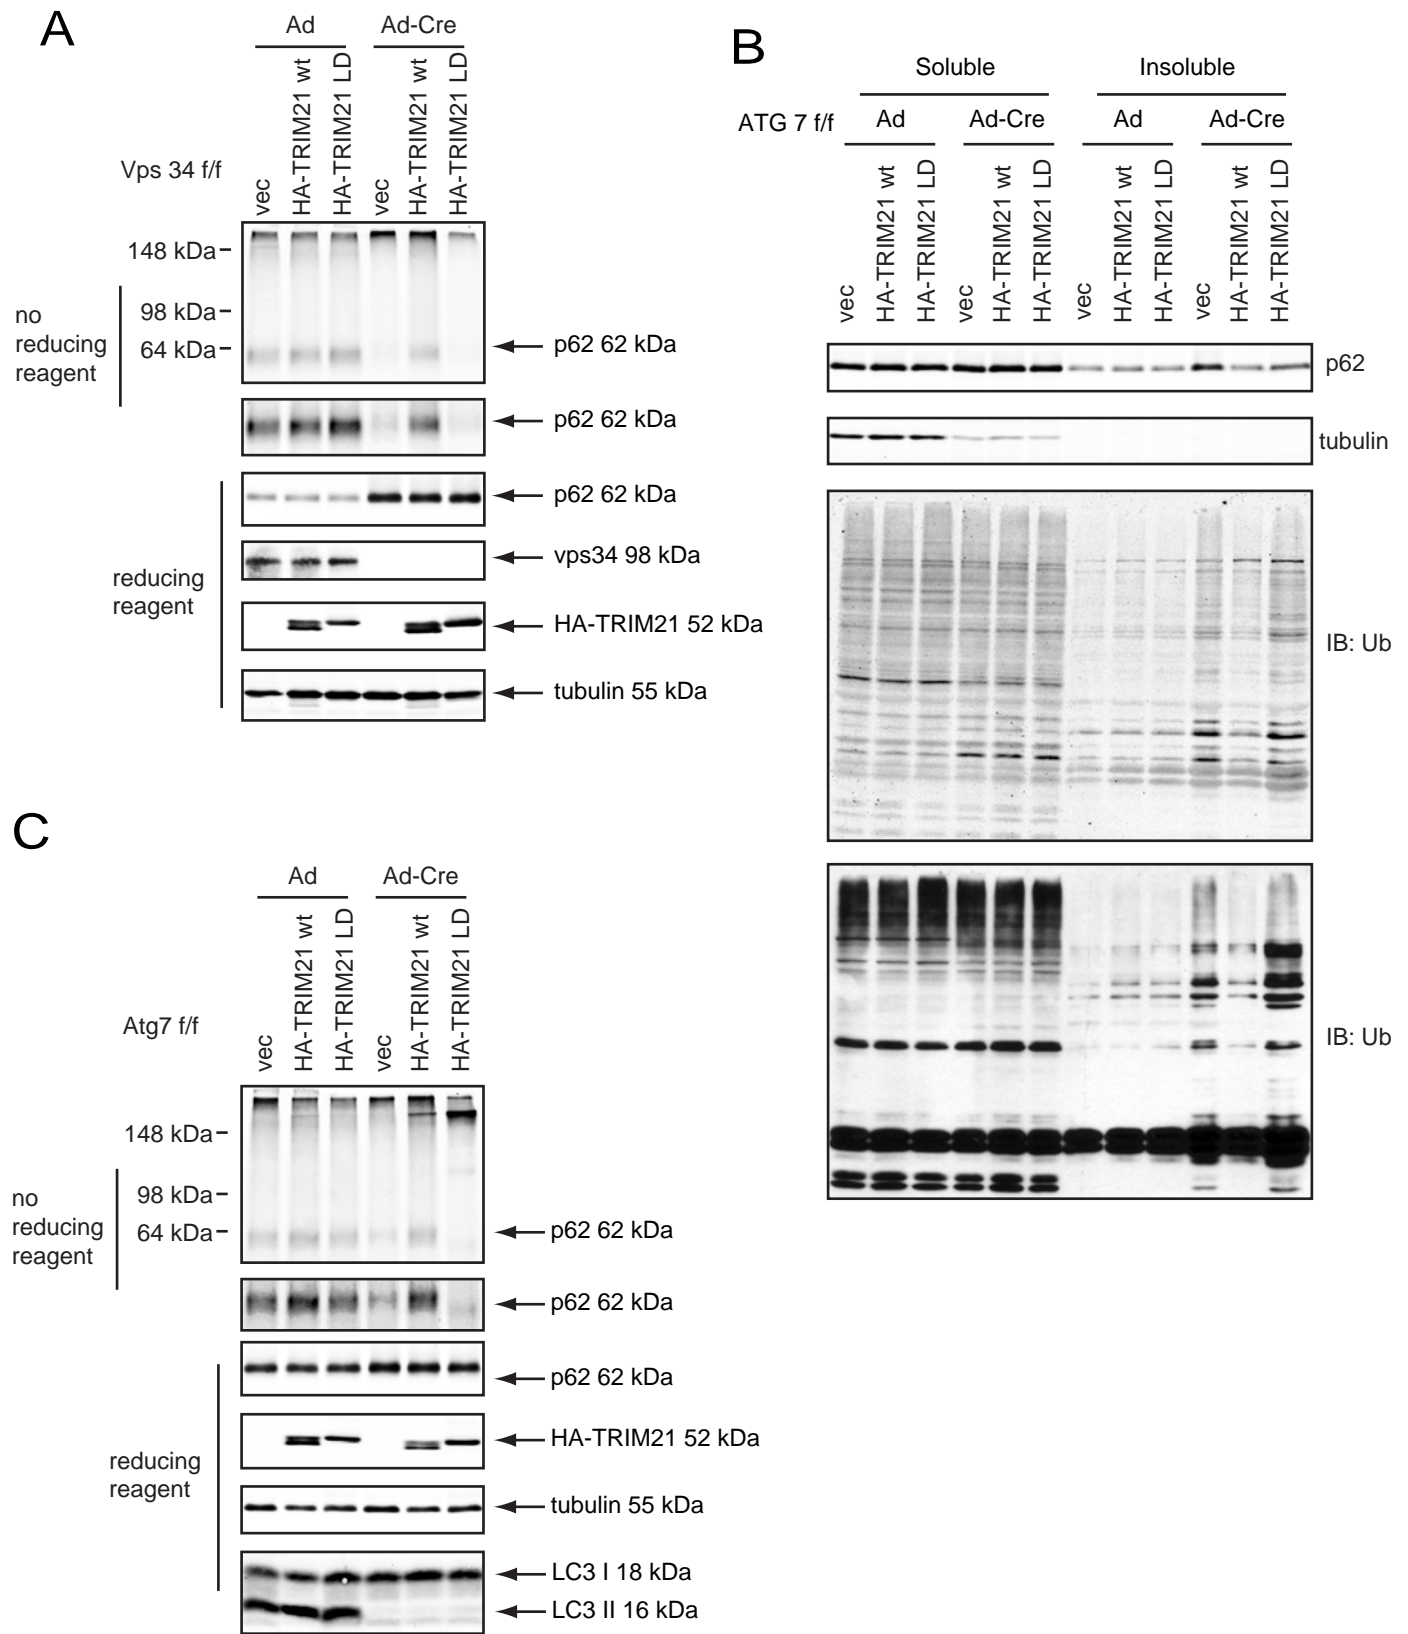 A
Ad Ad-Cre
Vps 34 f/f
vec HA-TRIM21 wt HA-TRIM21 LD vec HA-TRIM21 wt HA-TRIM21 LD
148 kDa
98 kDa
64 kDa
no
reducing
reagent
p62 62 kDa
p62 62 kDa
p62 62 kDa
vps34 98 kDa
reducing
reagent
HA-TRIM21 52 kDa
tubulin 55 kDa
B
Soluble Insoluble
ATG 7 f/f Ad Ad-Cre Ad Ad-Cre
vec HA-TRIM21 wt HA-TRIM21 LD vec HA-TRIM21 wt HA-TRIM21 LD vec HA-TRIM21 wt HA-TRIM21 LD vec HA-TRIM21 wt HA-TRIM21 LD
p62
tubulin
IB: Ub
IB: Ub
C
Ad Ad-Cre
Atg7 f/f
vec HA-TRIM21 wt HA-TRIM21 LD vec HA-TRIM21 wt HA-TRIM21 LD
148 kDa
98 kDa
64 kDa
no
reducing
reagent
p62 62 kDa
p62 62 kDa
p62 62 kDa
reducing
reagent
HA-TRIM21 52 kDa
tubulin 55 kDa
LC3 I 18 kDa
LC3 II 16 kDa